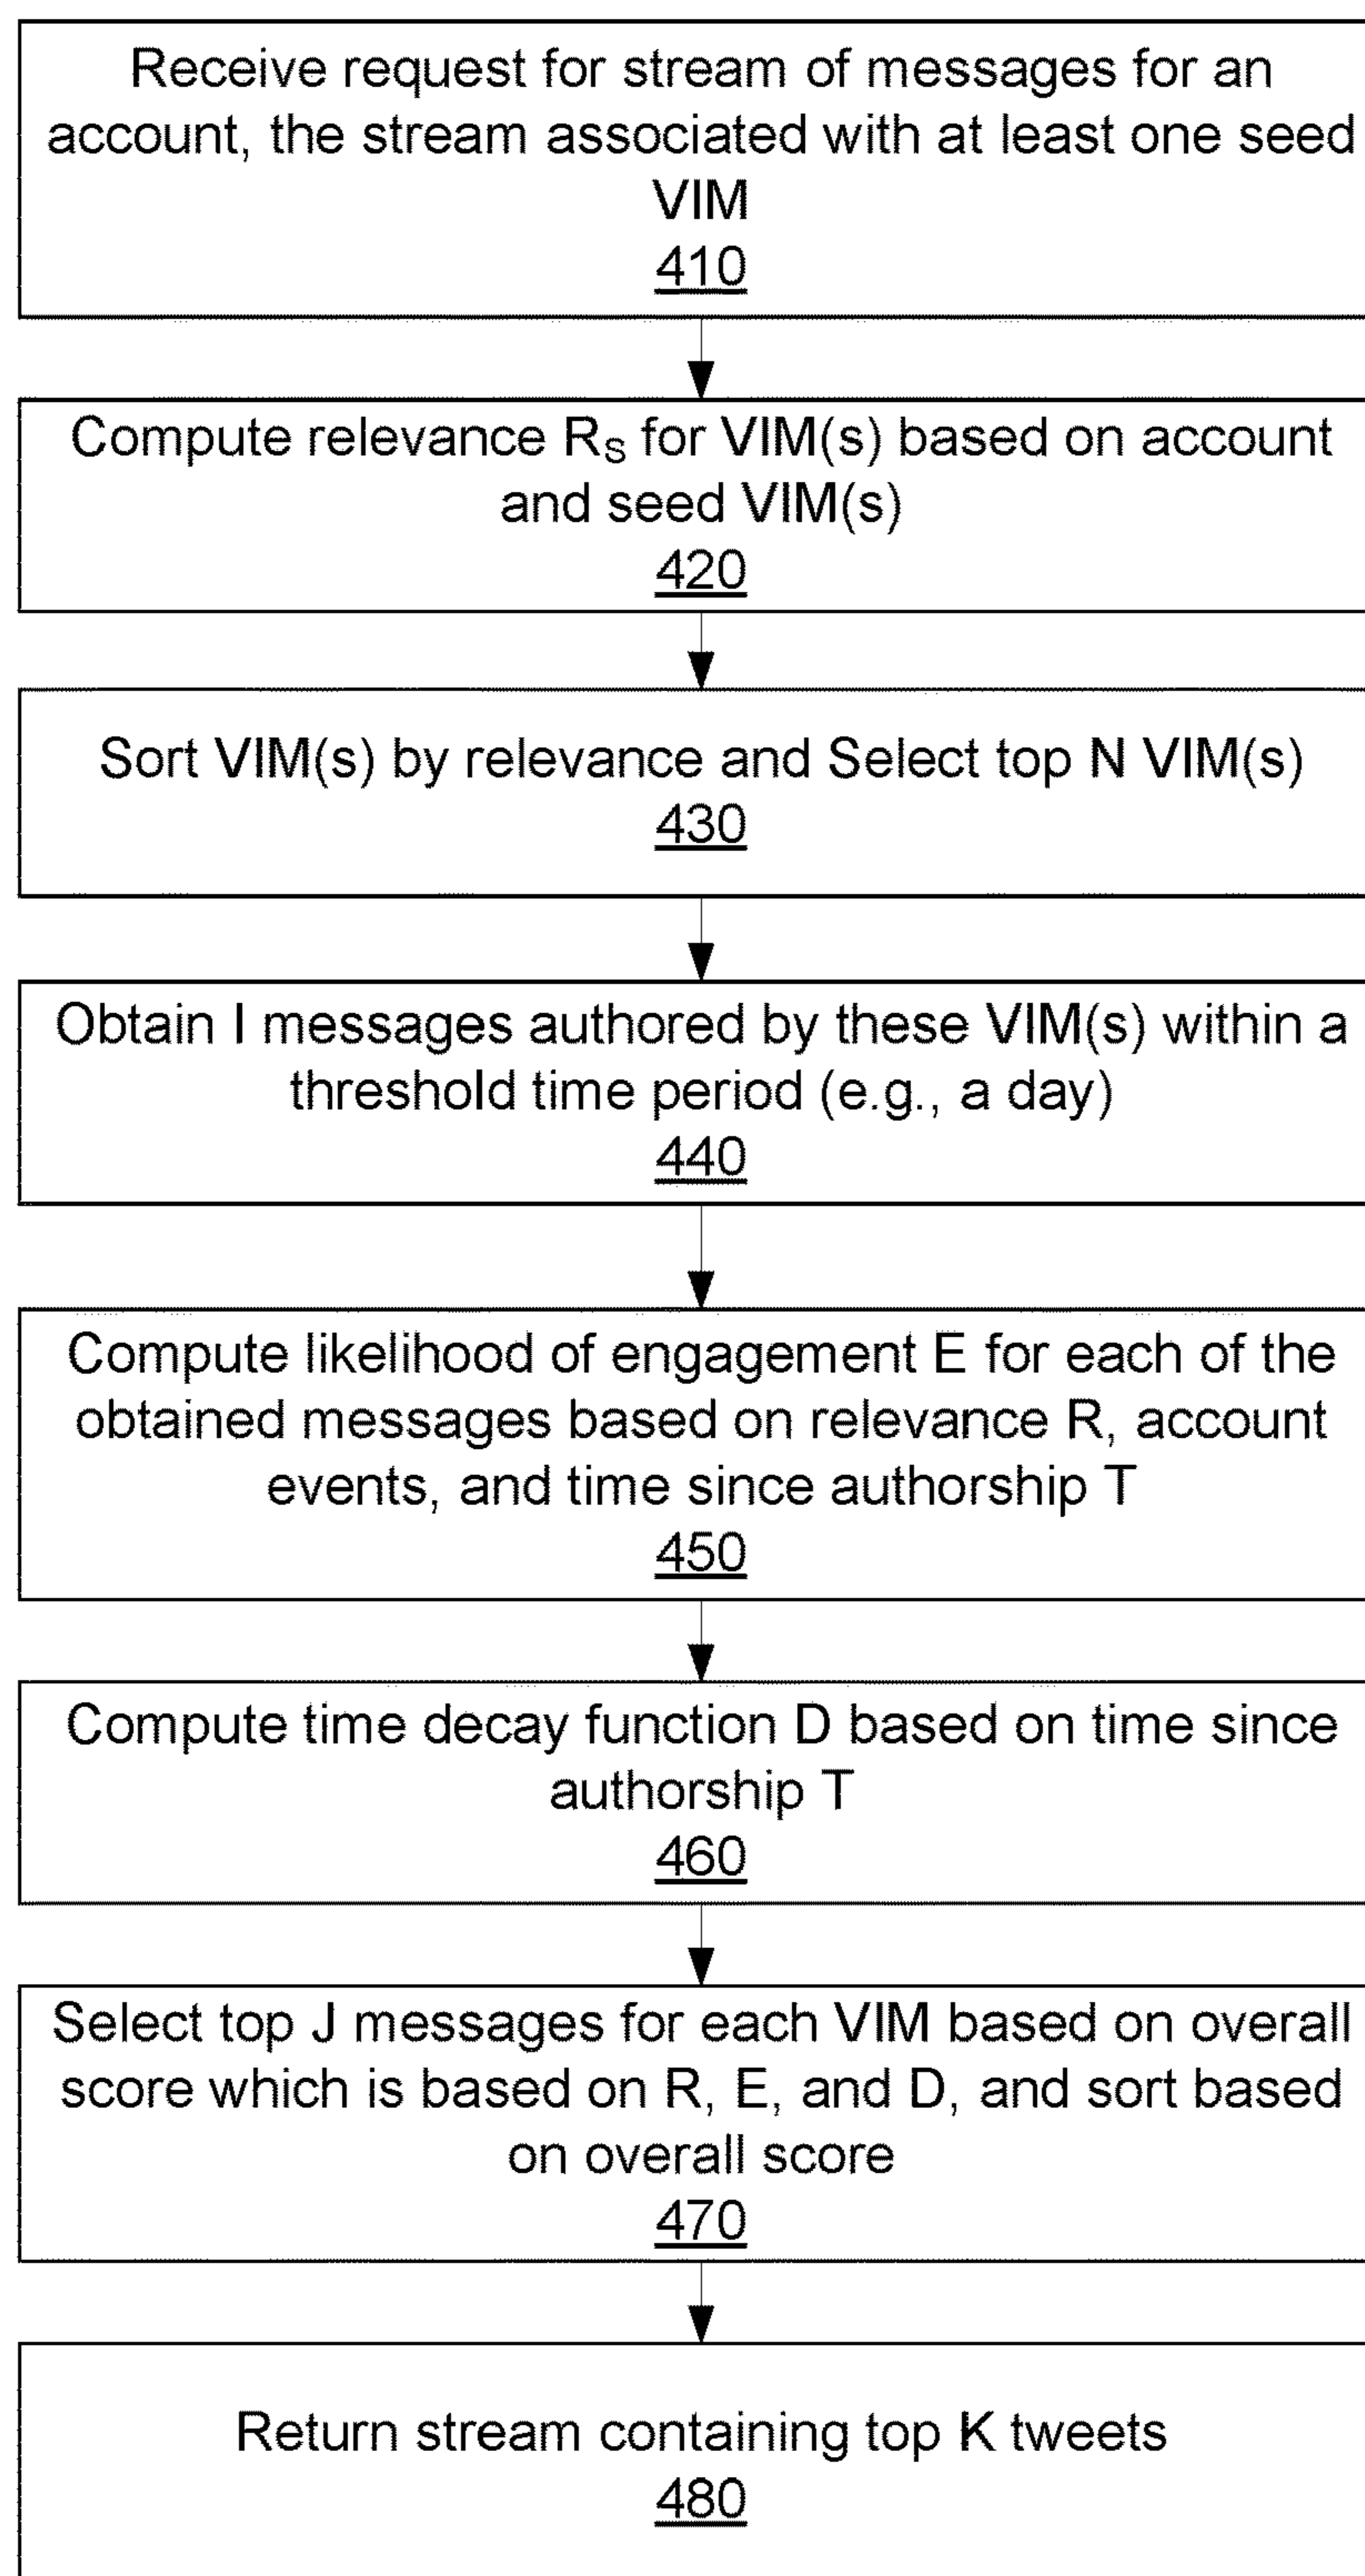 Receive request for stream of messages for an
account, the stream associated with at least one seed
VIM
410
Compute relevance RS for VIM(s) based on account
and seed VIM(s)
420
Sort VIM(s) by relevance and Select top N VIM(s)
430
Obtain I messages authored by these VIM(s) within a
threshold time period (e.g., a day)
440
Compute likelihood of engagement E for each of the
obtained messages based on relevance R, account
events, and time since authorship T
450
Compute time decay function D based on time since
authorship T
460
Select top J messages for each VIM based on overall
score which is based on R, E, and D, and sort based
on overall score
470
Return stream containing top K tweets
480